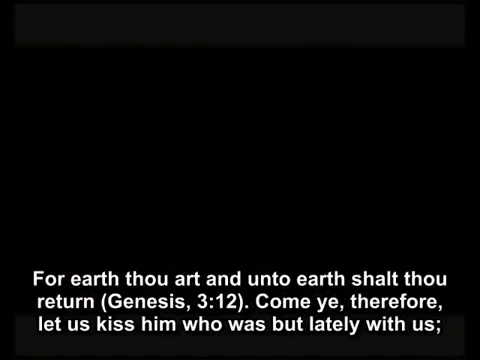 For earth thou art and unto earth shalt thou
return (Genesis, 3:12). Come ye, therefore,
let us kiss him who was but lately with us;